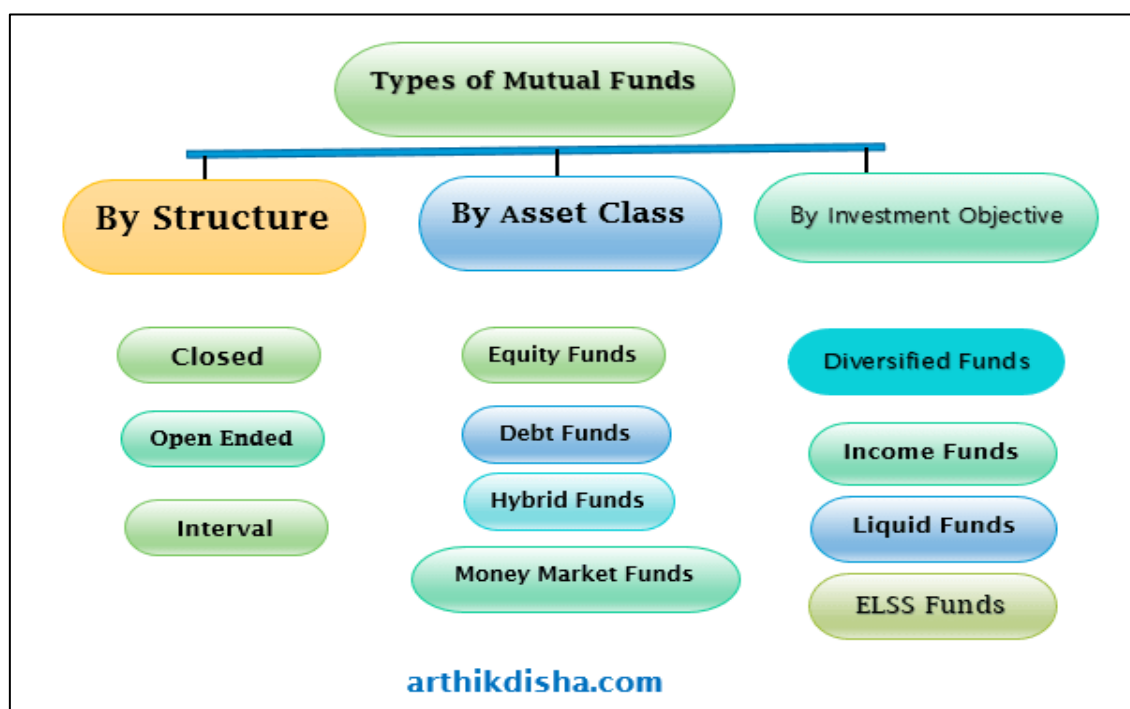 Types of Mutual Funds
By Structure
By Asset Class
By Investment Objective
Closed
Open Ended
Interval
Equity Funds
Debt Funds
Hybrid Funds
Money Market Funds
Diversified Funds
Income Funds
Liquid Funds
ELSS Funds
arthikdisha.com